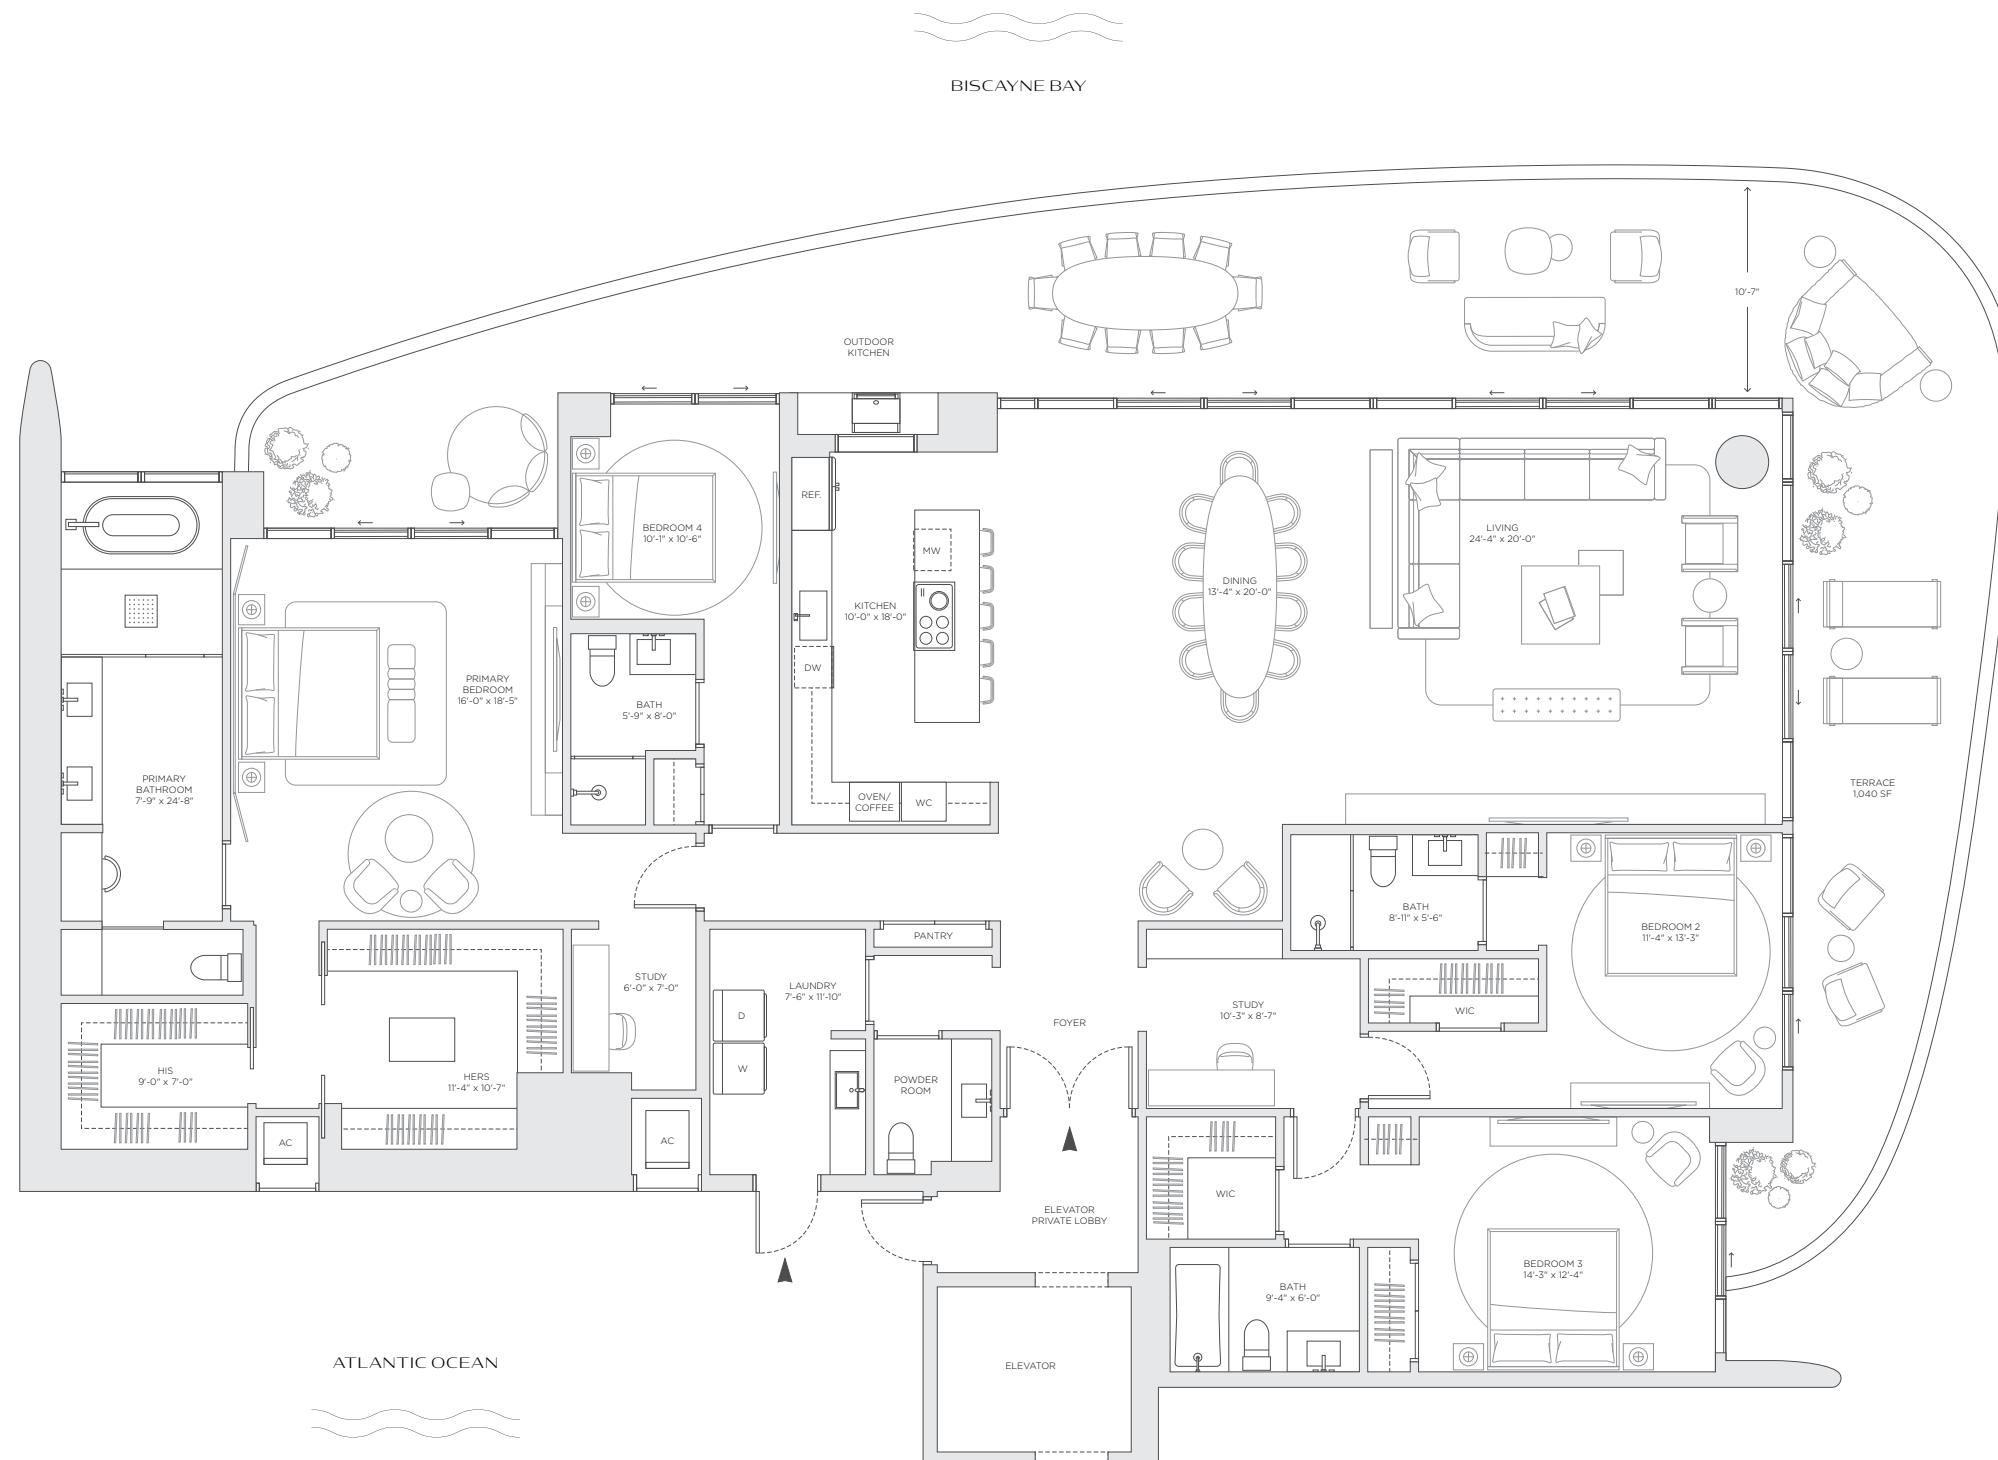 BISCAYNE BAY
10'-7"
OUTDOOR
KITCHEN
REF.
BEDROOM 4
10'-1" x 10'-6"
LIVING
24'-4" x 20'-0"
MW
DINING
13'-4" x 20'-0"
KITCHEN
10'-0" x 18'-0"
DW
PRIMARY
BEDROOM
16'-0" x 18'-5"
BATH
5'-9" x 8'-0"
PRIMARY
BATHROOM
7'-9" x 24'-8"
TERRACE
1,040 SF
OVEN/
COFFEE
WC
BATH
8'-11" x 5'-6"
BEDROOM 2
11'-4" x 13'-3"
PANTRY
STUDY
6'-0" x 7'-0"
LAUNDRY
7'-6" x 11'-10"
D
W
FOYER
STUDY
10'-3" x 8'-7"
WIC
HIS
9'-0" x 7'-0"
HERS
11'-4" x 10'-7"
POWDER
ROOM
AC
AC
WIC
ELEVATOR
PRIVATE LOBBY
BEDROOM 3
14'-3" x 12'-4"
BATH
9'-4" x 6'-0"
ELEVATOR
ATLANTIC OCEAN